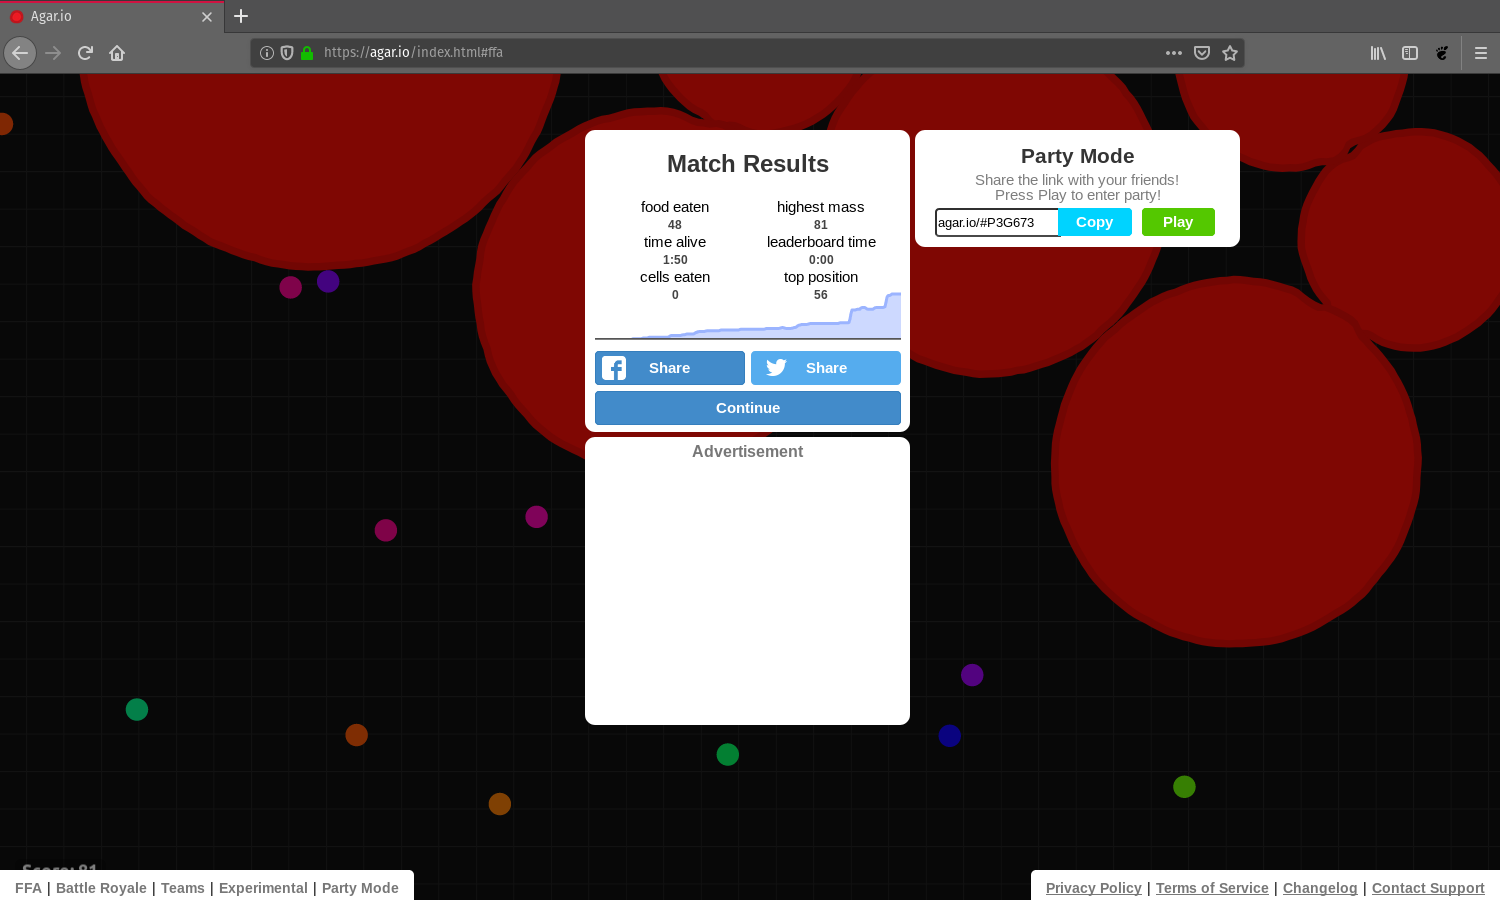 Agar.io
https://agar.io/index.html#ffa
Match Results
food eaten
48
highest mass
81
time alive
1:50
leaderboard time
0:00
cells eaten
0
top position
56
Share
Share
Continue
Advertisement
Party Mode
Share the link with your friends!
Press Play to enter party!
agar.io/#P3G673
Copy
Play
Score: 81
FFA | Battle Royale | Teams | Experimental | Party Mode
Privacy Policy | Terms of Service | Changelog | Contact Support